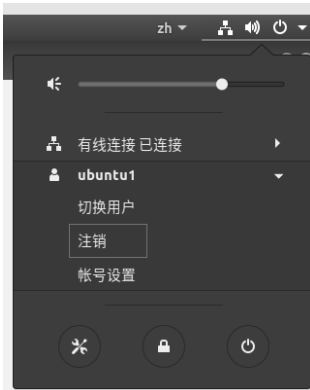 zh
有线连接 已连接
ubuntu1
切换用户
注销
帐号设置